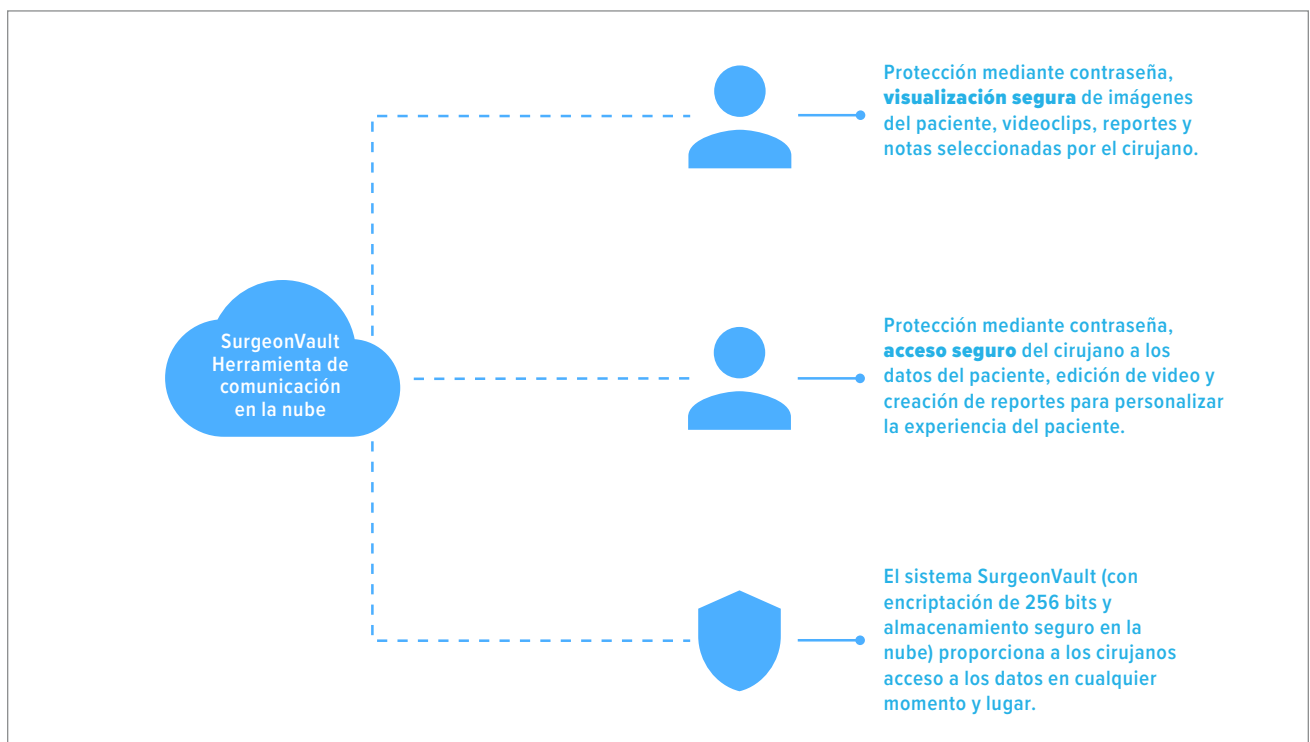 Protección mediante contraseña,
visualización segura de imágenes
del paciente, videoclips, reportes y
notas seleccionadas por el cirujano.
SurgeonVault
Herramienta de
comunicación
en la nube
Protección mediante contraseña,
acceso seguro del cirujano a los
datos del paciente, edición de video y
creación de reportes para personalizar
la experiencia del paciente.
El sistema SurgeonVault (con
encriptación de 256 bits y
almacenamiento seguro en la
nube) proporciona a los cirujanos
acceso a los datos en cualquier
momento y lugar.